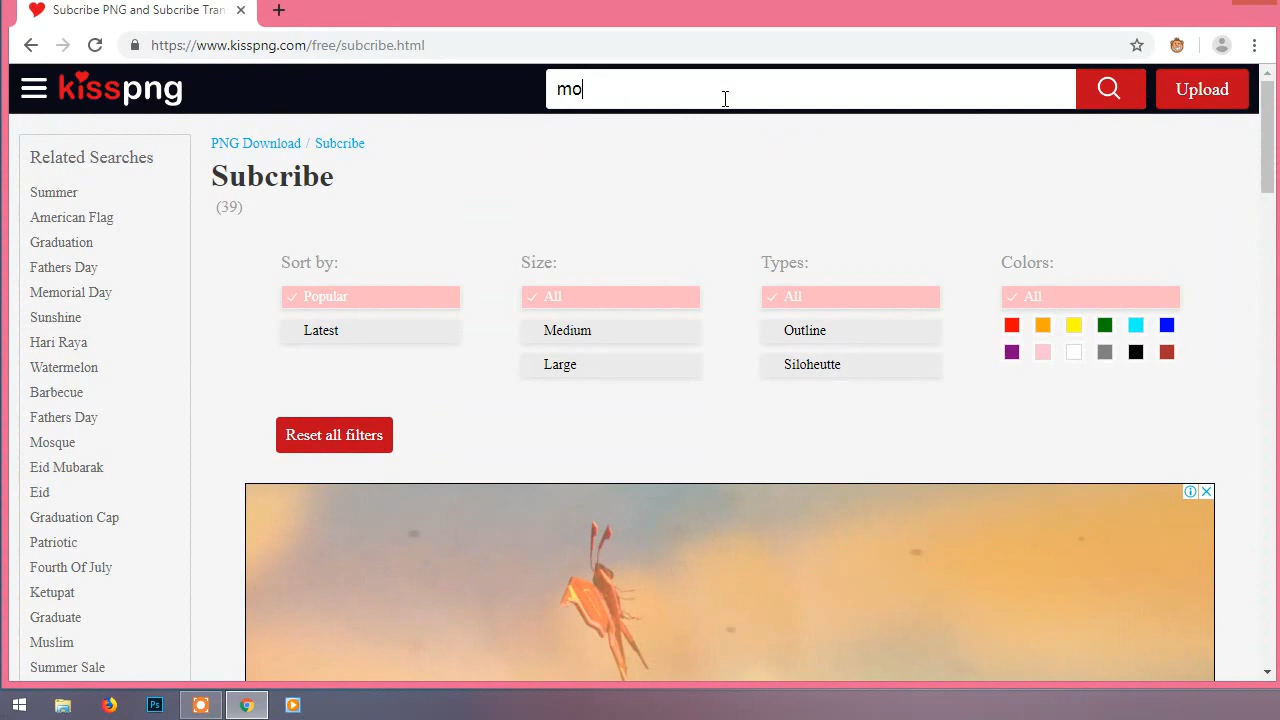 Subcribe PNG and Subcribe Tran
https://www.kisspng.com/free/subcribe.html
kisspng
mo
Upload
Related Searches
Summer
American Flag
Graduation
Fathers Day
Memorial Day
Sunshine
Hari Raya
Watermelon
Barbecue
Fathers Day
Mosque
Eid Mubarak
Eid
Graduation Cap
Patriotic
Fourth Of July
Ketupat
Graduate
Muslim
Summer Sale
PNG Download / Subcribe
Subcribe
(39)
Sort by:
Popular
Latest
Size:
All
Medium
Large
Types:
All
Outline
Siloheutte
Colors:
All
Reset all filters
Ps